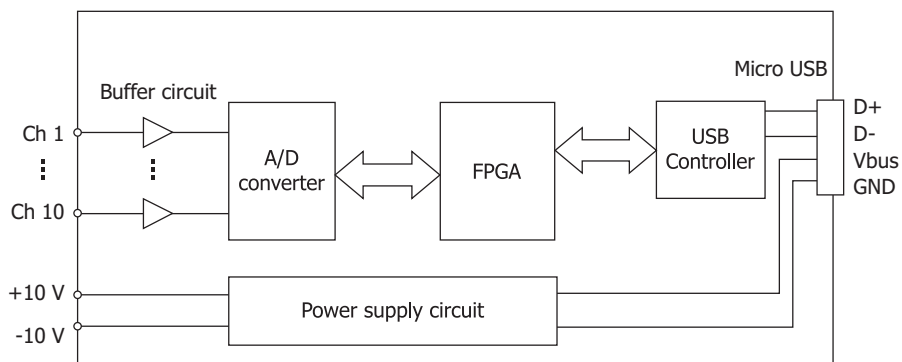 Micro USB
Buffer circuit
Ch 1
Ch 10
A/D
converter
FPGA
USB
Controller
D+
D-
Vbus
GND
+10 V
-10 V
Power supply circuit